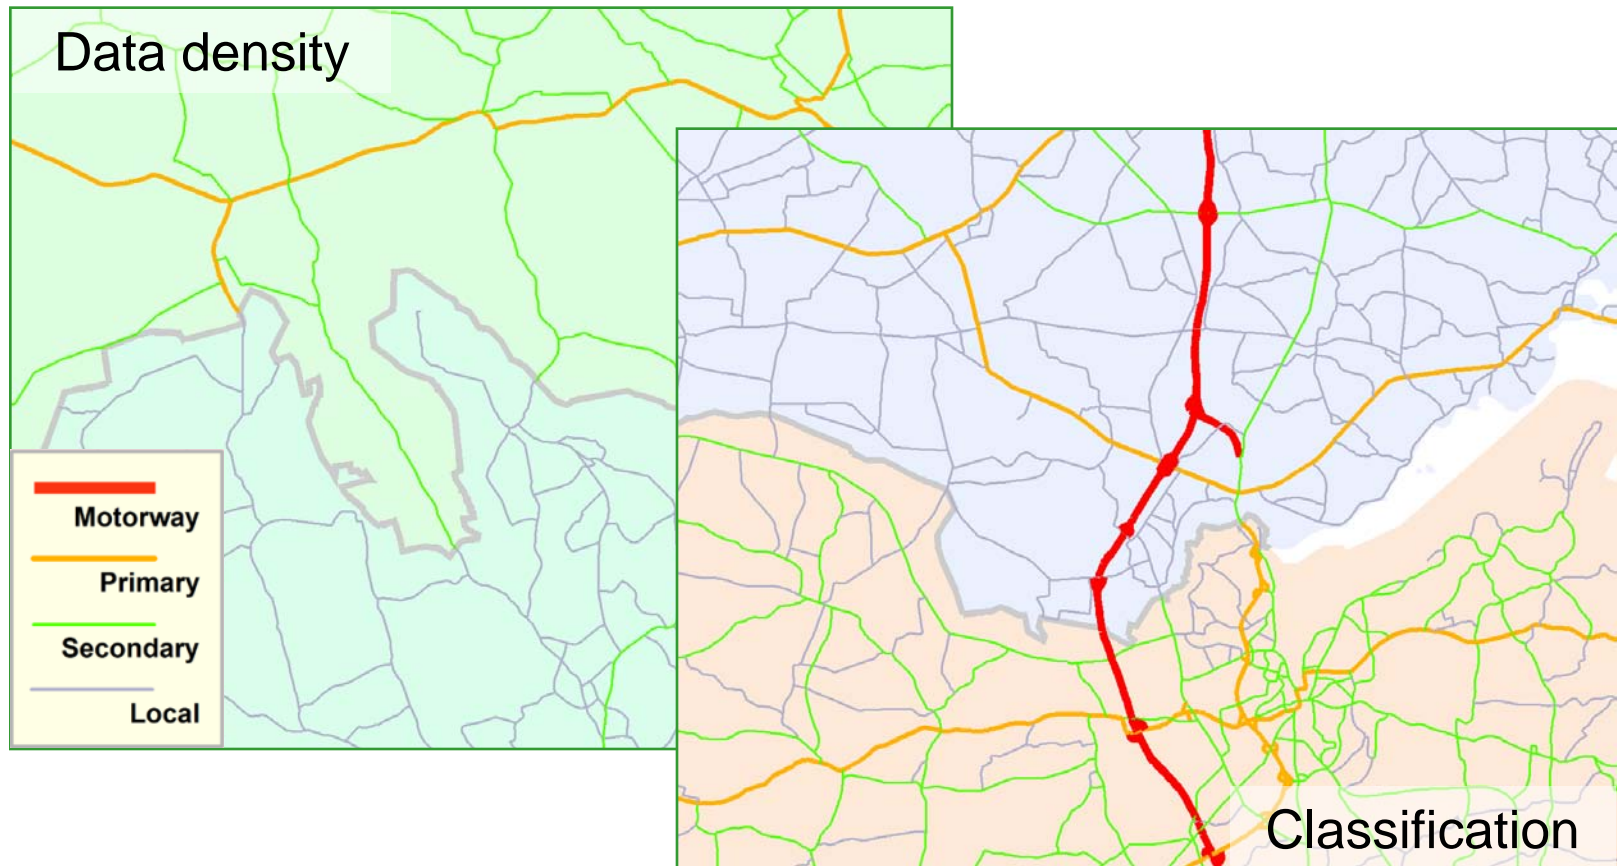 Data density
Motorway
Primary
Secondary
Local
Classification